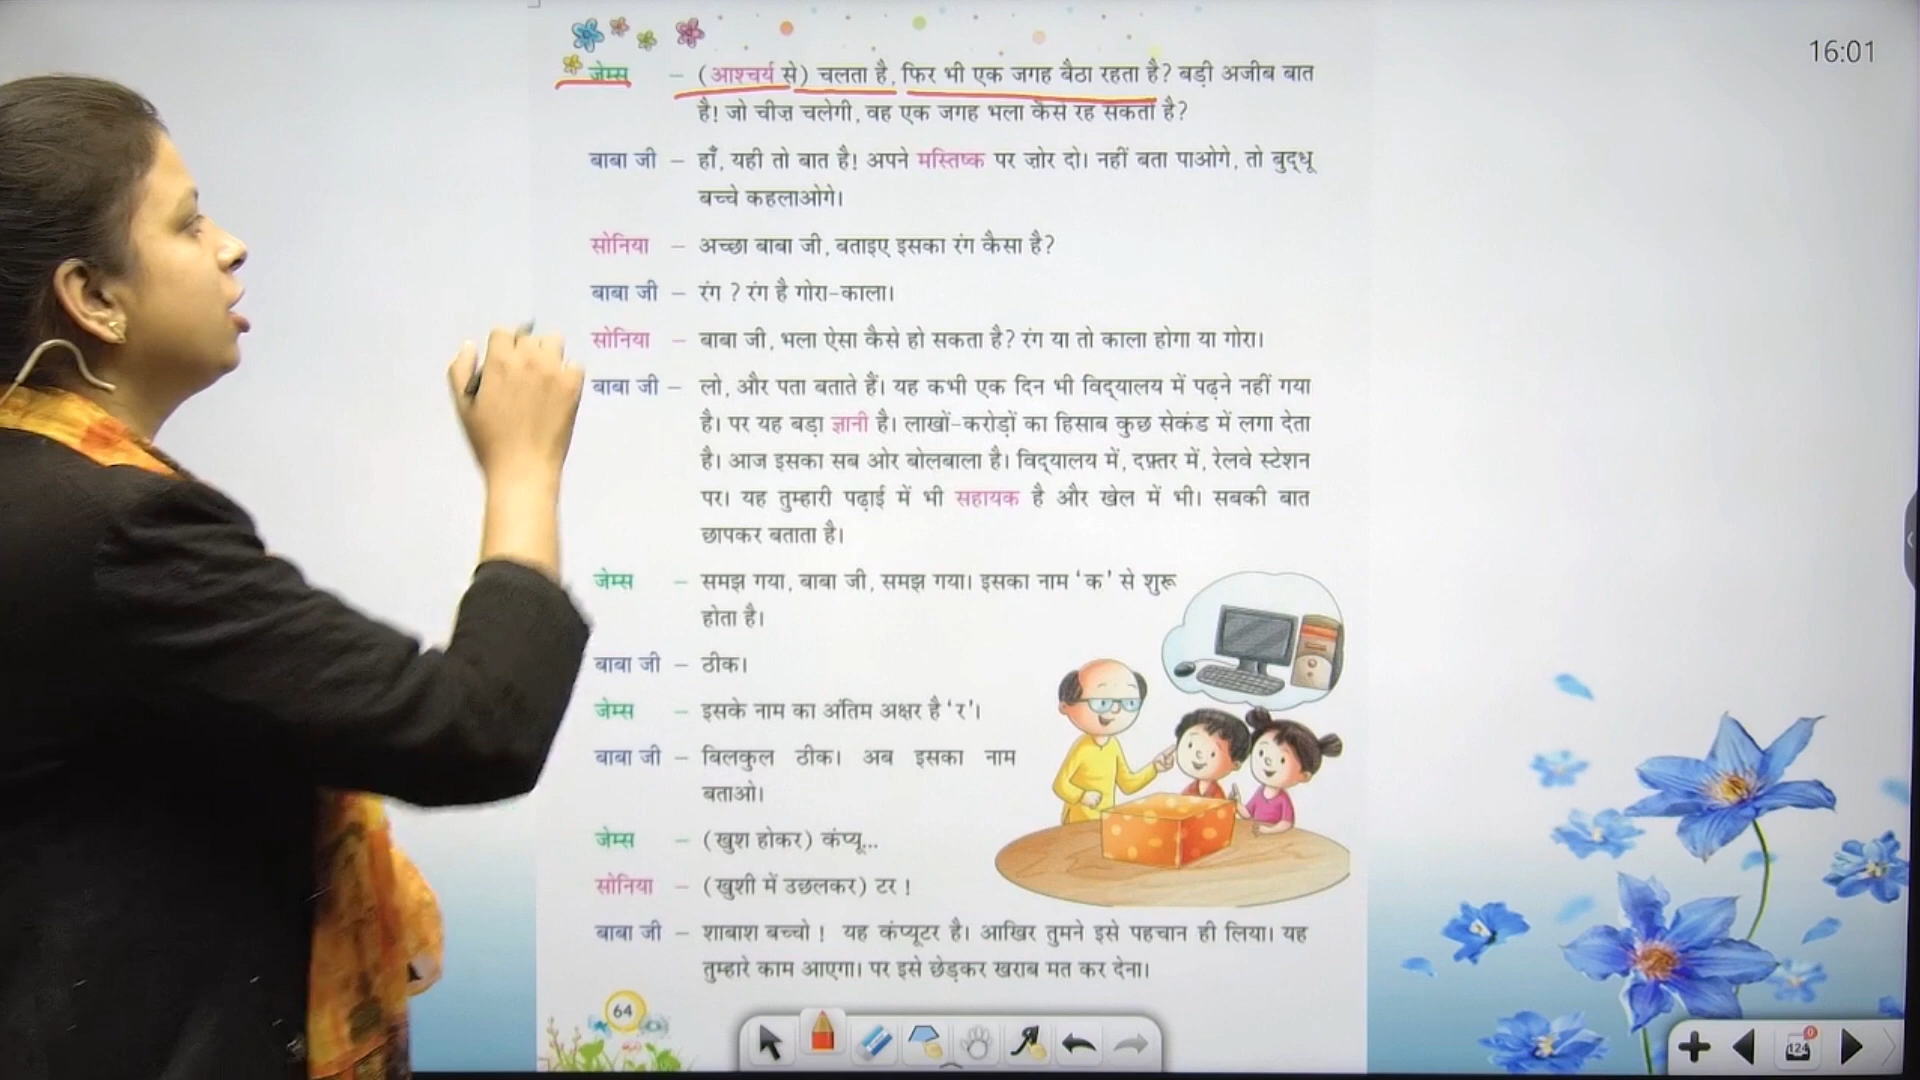 16:01
जेम्स – (आश्चर्य से) चलता है, फिर भी एक जगह बैठा रहता है? बड़ी अजीब बात
है! जो चीज़ चलेगी, वह एक जगह भला कैसे रह सकती है?
बाबा जी – हाँ, यही तो बात है! अपने मस्तिष्क पर ज़ोर दो। नहीं बता पाओगे, तो बुद्धू
बच्चे कहलाओगे।
सोनिया – अच्छा बाबा जी, बताइए इसका रंग कैसा है?
बाबा जी – रंग ? रंग है गोरा-काला।
सोनिया – बाबा जी, भला ऐसा कैसे हो सकता है? रंग या तो काला होगा या गोरा।
बाबा जी – लो, और पता बताते हैं। यह कभी एक दिन भी विद्यालय में पढ़ने नहीं गया
है। पर यह बड़ा ज्ञानी है। लाखों-करोड़ों का हिसाब कुछ सेकंड में लगा देता
है। आज इसका सब ओर बोलबाला है। विद्यालय में, दफ़्तर में, रेलवे स्टेशन
पर। यह तुम्हारी पढ़ाई में भी सहायक है और खेल में भी। सबकी बात
छापकर बताता है।
जेम्स – समझ गया, बाबा जी, समझ गया। इसका नाम ‘क’ से शुरू
होता है।
बाबा जी – ठीक।
जेम्स – इसके नाम का अंतिम अक्षर है ‘र’।
बाबा जी – बिलकुल ठीक। अब इसका नाम
बताओ।
जेम्स – (खुश होकर) कंप्यू...
सोनिया – (खुशी में उछलकर) टर !
बाबा जी – शाबाश बच्चो ! यह कंप्यूटर है। आखिर तुमने इसे पहचान ही लिया। यह
तुम्हारे काम आएगा। पर इसे छेड़कर खराब मत कर देना।
64
0
124